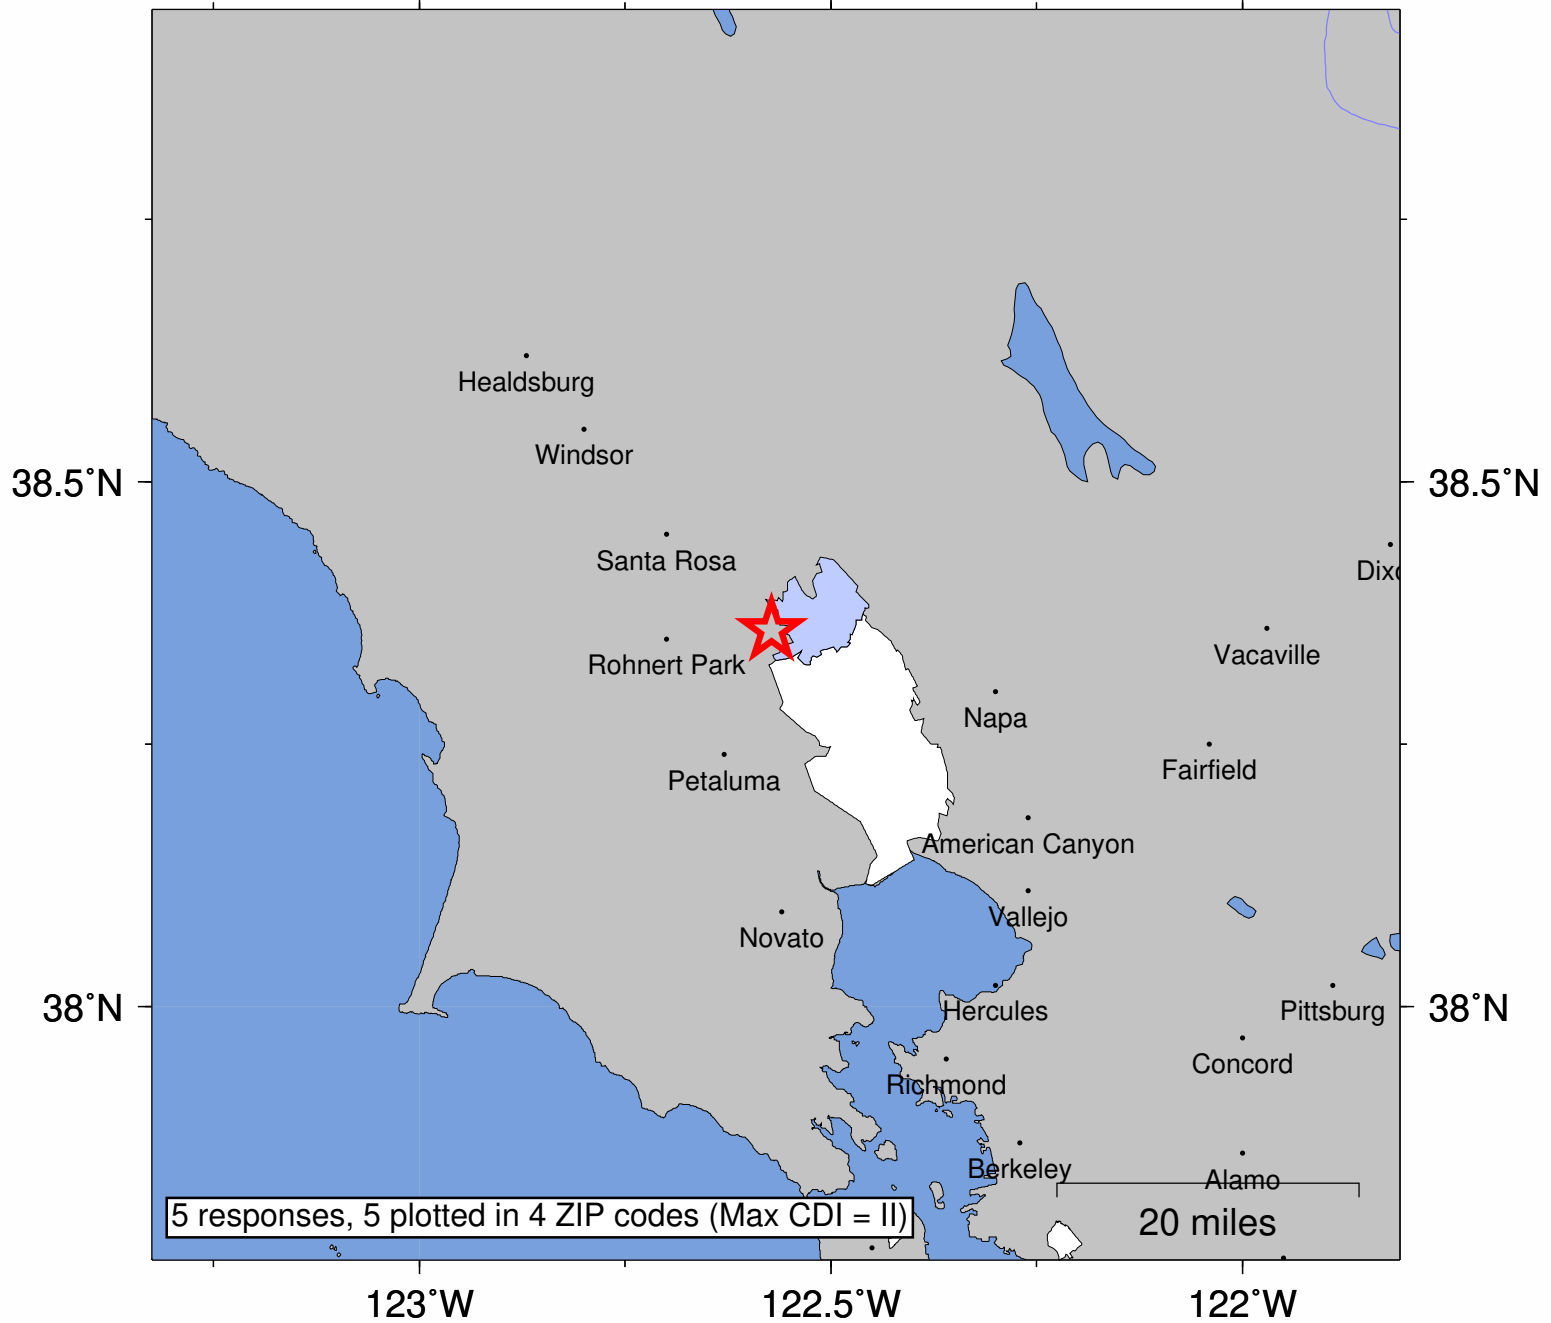 Healdsburg
Windsor
38.5˚N
38.5˚N
Santa Rosa
Dixo
Rohnert Park
Vacaville
Napa
Petaluma
Fairfield
American Canyon
Vallejo
Novato
38˚N
Hercules
Pittsburg
38˚N
Concord
Richmond
Berkeley
Alamo
5 responses, 5 plotted in 4 ZIP codes (Max CDI = II)
20 miles
123˚W
122.5˚W
122˚W